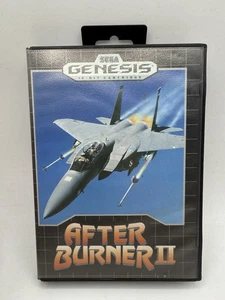 SEGA
GENESIS
16-BIT CARTRIDGE
AFTER
BURNER II